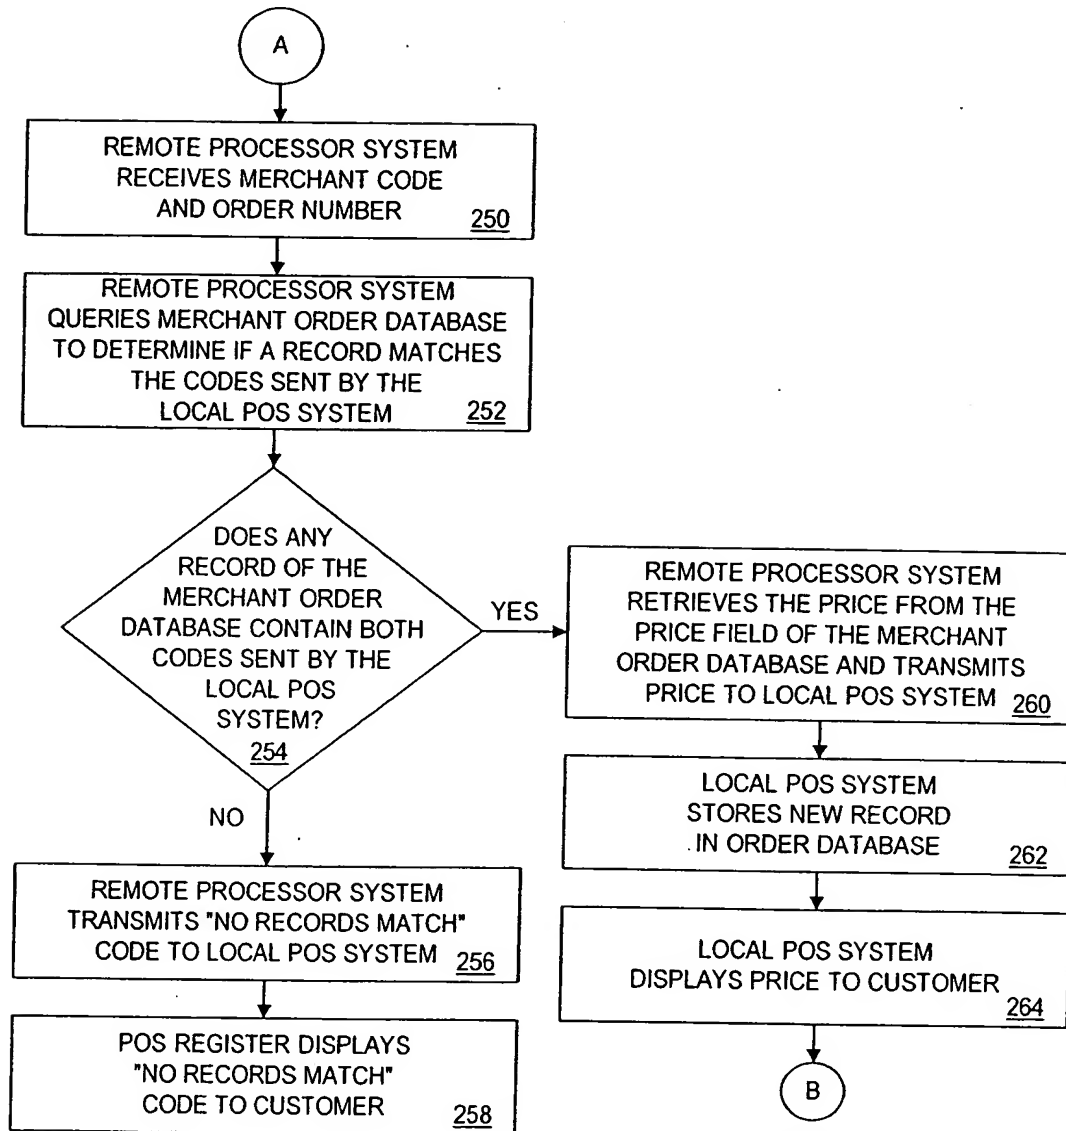 A
REMOTE PROCESSOR SYSTEM
RECEIVES MERCHANT CODE
AND ORDER NUMBER
250
REMOTE PROCESSOR SYSTEM
QUERIES MERCHANT ORDER DATABASE
TO DETERMINE IF A RECORD MATCHES
THE CODES SENT BY THE
LOCAL POS SYSTEM
252
DOES ANY
RECORD OF THE
MERCHANT ORDER
DATABASE CONTAIN BOTH
CODES SENT BY THE
LOCAL POS
SYSTEM?
254
NO
REMOTE PROCESSOR SYSTEM
TRANSMITS "NO RECORDS MATCH"
CODE TO LOCAL POS SYSTEM
256
POS REGISTER DISPLAYS
"NO RECORDS MATCH"
CODE TO CUSTOMER
258
YES
REMOTE PROCESSOR SYSTEM
RETRIEVES THE PRICE FROM THE
PRICE FIELD OF THE MERCHANT
ORDER DATABASE AND TRANSMITS
PRICE TO LOCAL POS SYSTEM
260
LOCAL POS SYSTEM
STORES NEW RECORD
IN ORDER DATABASE
262
LOCAL POS SYSTEM
DISPLAYS PRICE TO CUSTOMER
264
B